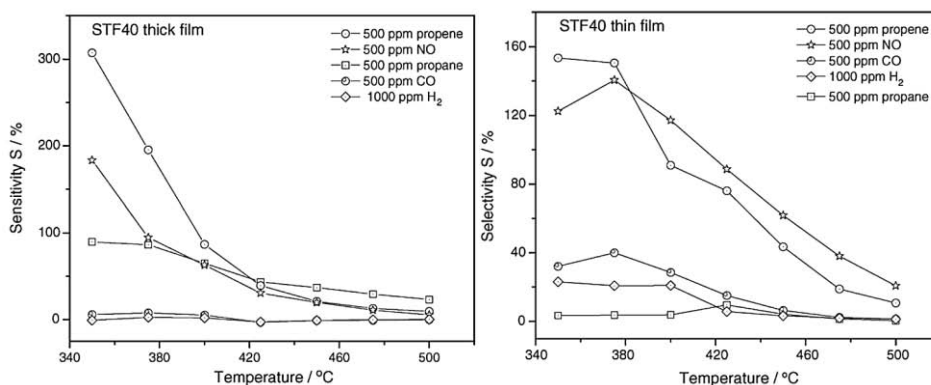 STF40 thick film
500 ppm propene
500 ppm NO
500 ppm propane
500 ppm CO
1000 ppm H₂
Sensitivity S / %
300
200
100
0
340
380
420
460
500
Temperature / ºC
STF40 thin film
500 ppm propene
500 ppm NO
500 ppm CO
1000 ppm H₂
500 ppm propane
Selectivity S / %
160
120
80
40
0
340
380
420
460
500
Temperature / ºC